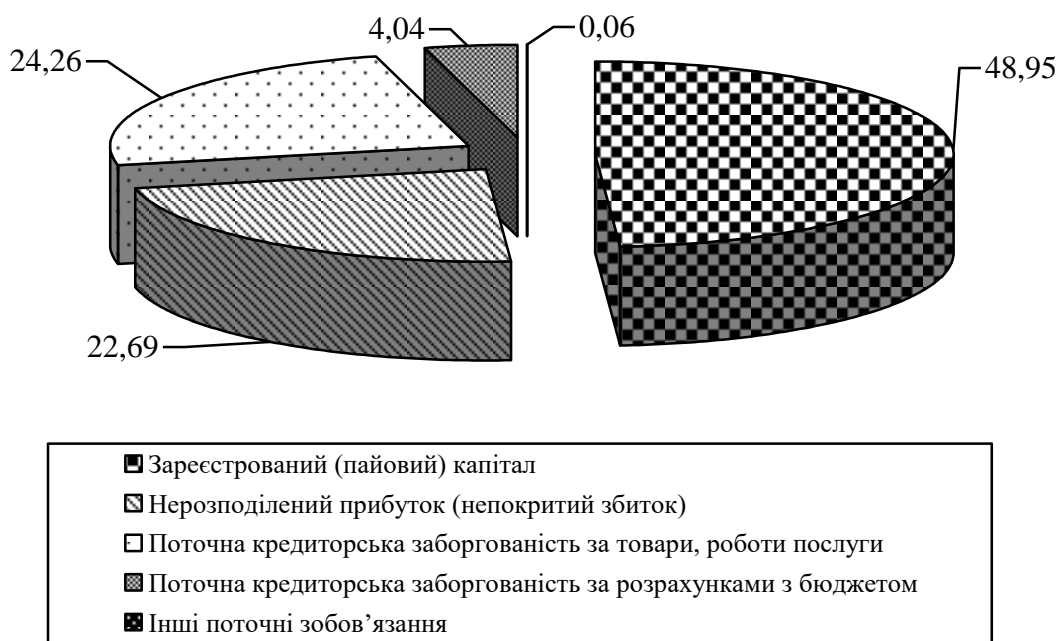 4,04
0,06
24,26
48,95
22,69
Зареєстрований (пайовий) капітал
Нерозподілений прибуток (непокритий збиток)
Поточна кредиторська заборгованість за товари, роботи послуги
Поточна кредиторська заборгованість за розрахунками з бюджетом
Інші поточні зобов’язання